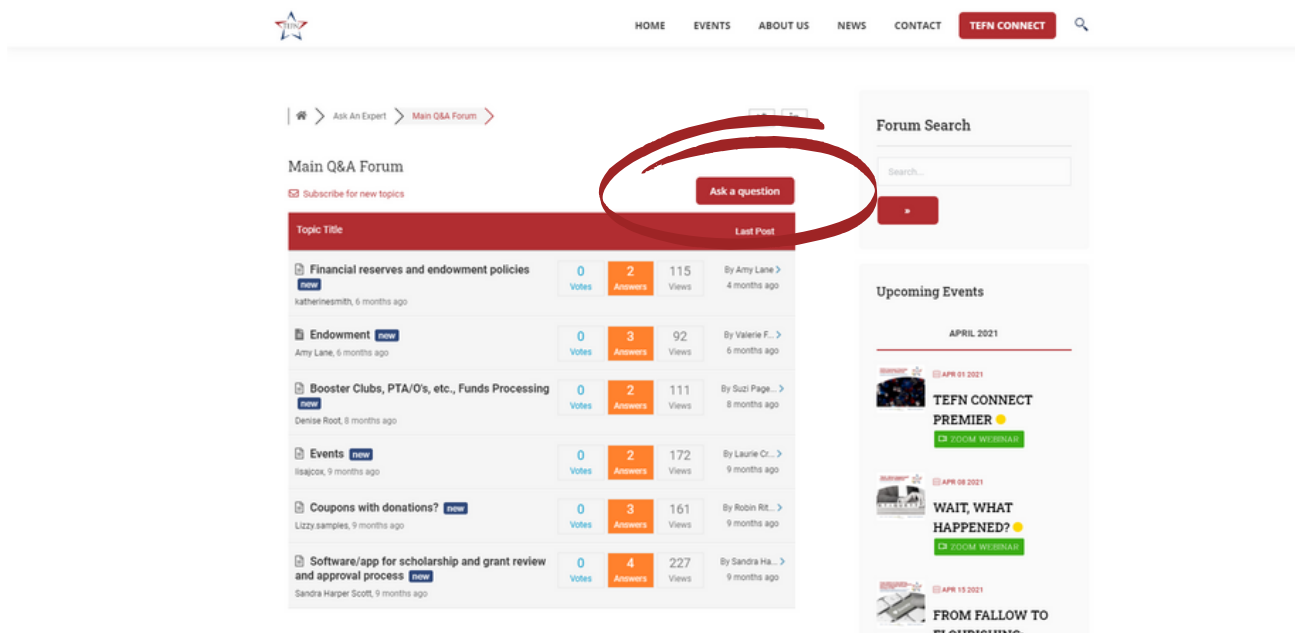 TEFN
HOME EVENTS ABOUT US NEWS CONTACT TEFN CONNECT
Ask An Expert Main Q&A Forum
Main Q&A Forum
Subscribe for new topics
Ask a question
Topic Title Last Post
Financial reserves and endowment policies
new
katherinesmith, 6 months ago
0 Votes
2 Answers
115 Views
By Amy Lane
4 months ago
Endowment new
Amy Lane, 6 months ago
0 Votes
3 Answers
92 Views
By Valerie F...
6 months ago
Booster Clubs, PTA/O's, etc., Funds Processing
new
Denise Root, 8 months ago
0 Votes
2 Answers
111 Views
By Suzi Page...
8 months ago
Events new
lisajcox, 9 months ago
0 Votes
2 Answers
172 Views
By Laurie Cr...
9 months ago
Coupons with donations? new
Lizzy.samples, 9 months ago
0 Votes
3 Answers
161 Views
By Robin Rit...
9 months ago
Software/app for scholarship and grant review
and approval process new
Sandra Harper Scott, 9 months ago
0 Votes
4 Answers
227 Views
By Sandra Ha...
9 months ago
Forum Search
Search...
»
Upcoming Events
APRIL 2021
APR 01 2021
TEFN CONNECT
PREMIER
ZOOM WEBINAR
APR 08 2021
WAIT, WHAT
HAPPENED?
ZOOM WEBINAR
APR 15 2021
FROM FALLOW TO
FLOURISHING: